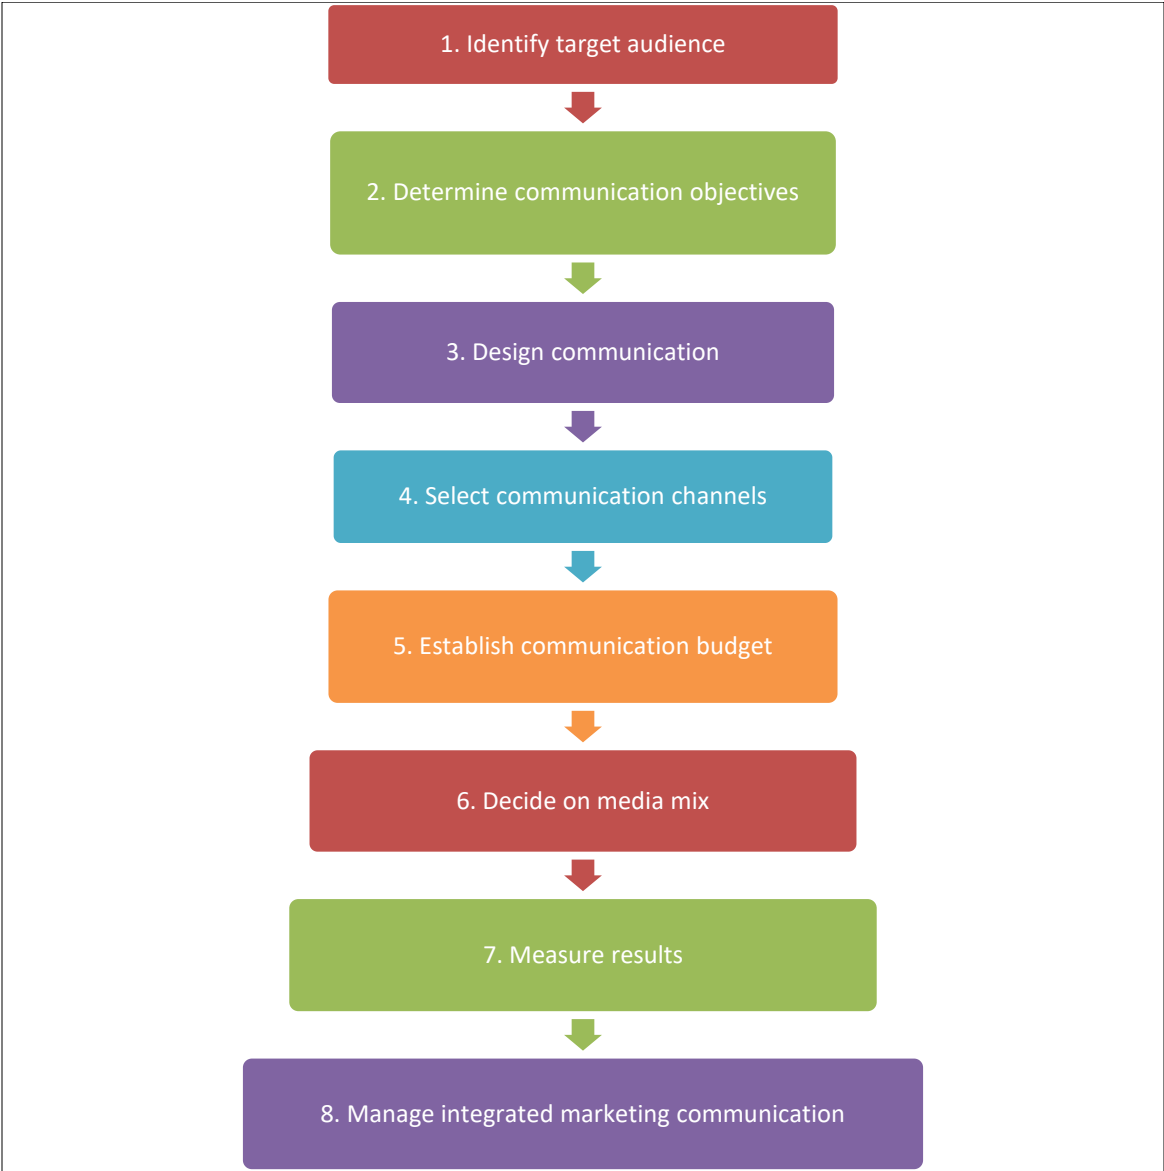 1. Identify target audience
2. Determine communication objectives
3. Design communication
4. Select communication channels
5. Establish communication budget
6. Decide on media mix
7. Measure results
8. Manage integrated marketing communication